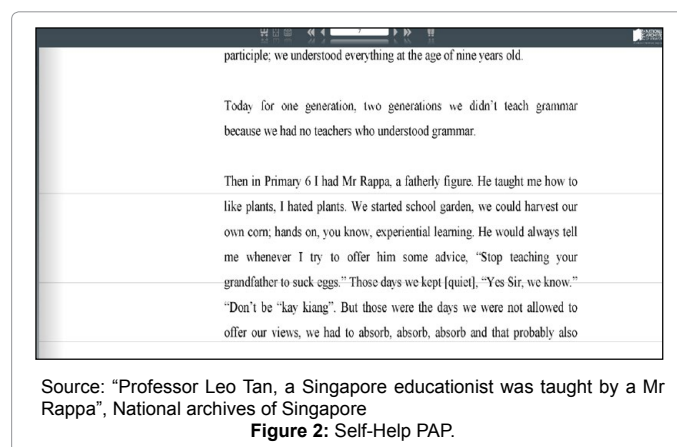 participle; we understood everything at the age of nine years old.
Today for one generation, two generations we didn't teach grammar
because we had no teachers who understood grammar.
Then in Primary 6 I had Mr Rappa, a fatherly figure. He taught me how to
like plants, I hated plants. We started school garden, we could harvest our
own corn; hands on, you know, experiential learning. He would always tell
me whenever I try to offer him some advice, "Stop teaching your
grandfather to suck eggs." Those days we kept [quiet], "Yes Sir, we know."
"Don't be "kay kiang". But those were the days we were not allowed to
offer our views, we had to absorb, absorb, absorb and that probably also
Source: "Professor Leo Tan, a Singapore educationist was taught by a Mr
Rappa", National archives of Singapore
Figure 2: Self-Help PAP.